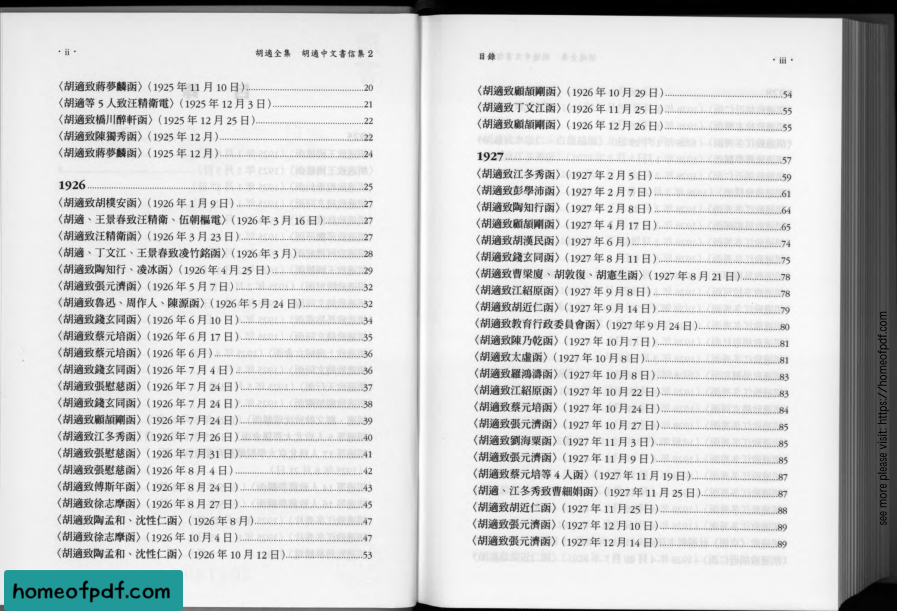 · ii ·
胡適全集 胡適中文書信集 2
〈胡適致蔣夢麟函〉(1925 年 11 月 10 日)……20
〈胡適等 5 人致汪精衛電〉(1925 年 12 月 3 日)……21
〈胡適致橋川醉軒函〉(1925 年 12 月 25 日)……22
〈胡適致陳獨秀函〉(1925 年 12 月)……22
〈胡適致蔣夢麟函〉(1925 年 12 月)……24
1926……25
〈胡適致胡樸安函〉(1926 年 1 月 9 日)……27
〈胡適、王景春致汪精衛、伍朝樞電〉(1926 年 3 月 16 日)……27
〈胡適致汪精衛函〉(1926 年 3 月 23 日)……27
〈胡適、丁文江、王景春致凌竹銘函〉(1926 年 3 月)……28
〈胡適致陶知行、凌冰函〉(1926 年 4 月 25 日)……29
〈胡適致張元濟函〉(1926 年 5 月 7 日)……32
〈胡適致魯迅、周作人、陳源函〉(1926 年 5 月 24 日)……32
〈胡適致錢玄同函〉(1926 年 6 月 10 日)……34
〈胡適致蔡元培函〉(1926 年 6 月 17 日)……35
〈胡適致蔡元培函〉(1926 年 6 月)……36
〈胡適致錢玄同函〉(1926 年 7 月 4 日)……36
〈胡適致張慰慈函〉(1926 年 7 月 24 日)……37
〈胡適致錢玄同函〉(1926 年 7 月 24 日)……38
〈胡適致顧頡剛函〉(1926 年 7 月 24 日)……39
〈胡適致江冬秀函〉(1926 年 7 月 26 日)……40
〈胡適致張慰慈函〉(1926 年 7 月 31 日)……41
〈胡適致張慰慈函〉(1926 年 8 月 4 日)……42
〈胡適致傅斯年函〉(1926 年 8 月 24 日)……43
〈胡適致徐志摩函〉(1926 年 8 月 27 日)……45
〈胡適致陶孟和、沈性仁函〉(1926 年 8 月)……47
〈胡適致徐志摩函〉(1926 年 10 月 4 日)……47
〈胡適致陶孟和、沈性仁函〉(1926 年 10 月 12 日)……53
目錄
· iii ·
〈胡適致顧頡剛函〉(1926 年 10 月 29 日)……54
〈胡適致丁文江函〉(1926 年 11 月 25 日)……55
〈胡適致顧頡剛函〉(1926 年 12 月 26 日)……55
1927……57
〈胡適致江冬秀函〉(1927 年 2 月 5 日)……59
〈胡適致彭學沛函〉(1927 年 2 月 7 日)……61
〈胡適致陶知行函〉(1927 年 2 月 8 日)……64
〈胡適致顧頡剛函〉(1927 年 4 月 17 日)……65
〈胡適致胡漢民函〉(1927 年 6 月)……74
〈胡適致錢玄同函〉(1927 年 8 月 11 日)……75
〈胡適致曹梁廈、胡敦復、胡憲生函〉(1927 年 8 月 21 日)……78
〈胡適致江紹原函〉(1927 年 9 月 8 日)……78
〈胡適致胡近仁函〉(1927 年 9 月 14 日)……79
〈胡適致教育行政委員會函〉(1927 年 9 月 24 日)……80
〈胡適致陳乃乾函〉(1927 年 10 月 7 日)……81
〈胡適致太虛函〉(1927 年 10 月 8 日)……81
〈胡適致羅鴻濤函〉(1927 年 10 月 8 日)……83
〈胡適致江紹原函〉(1927 年 10 月 22 日)……83
〈胡適致蔡元培函〉(1927 年 10 月 24 日)……84
〈胡適致張元濟函〉(1927 年 10 月 27 日)……85
〈胡適致劉海粟函〉(1927 年 11 月 3 日)……85
〈胡適致張元濟函〉(1927 年 11 月 9 日)……85
〈胡適致蔡元培等 4 人函〉(1927 年 11 月 19 日)……87
〈胡適、江冬秀致曹細娟函〉(1927 年 11 月 25 日)……87
〈胡適致胡近仁函〉(1927 年 11 月 25 日)……88
〈胡適致張元濟函〉(1927 年 12 月 10 日)……89
〈胡適致張元濟函〉(1927 年 12 月 14 日)……89
see more please visit: https://homeofpdf.com
homeofpdf.com